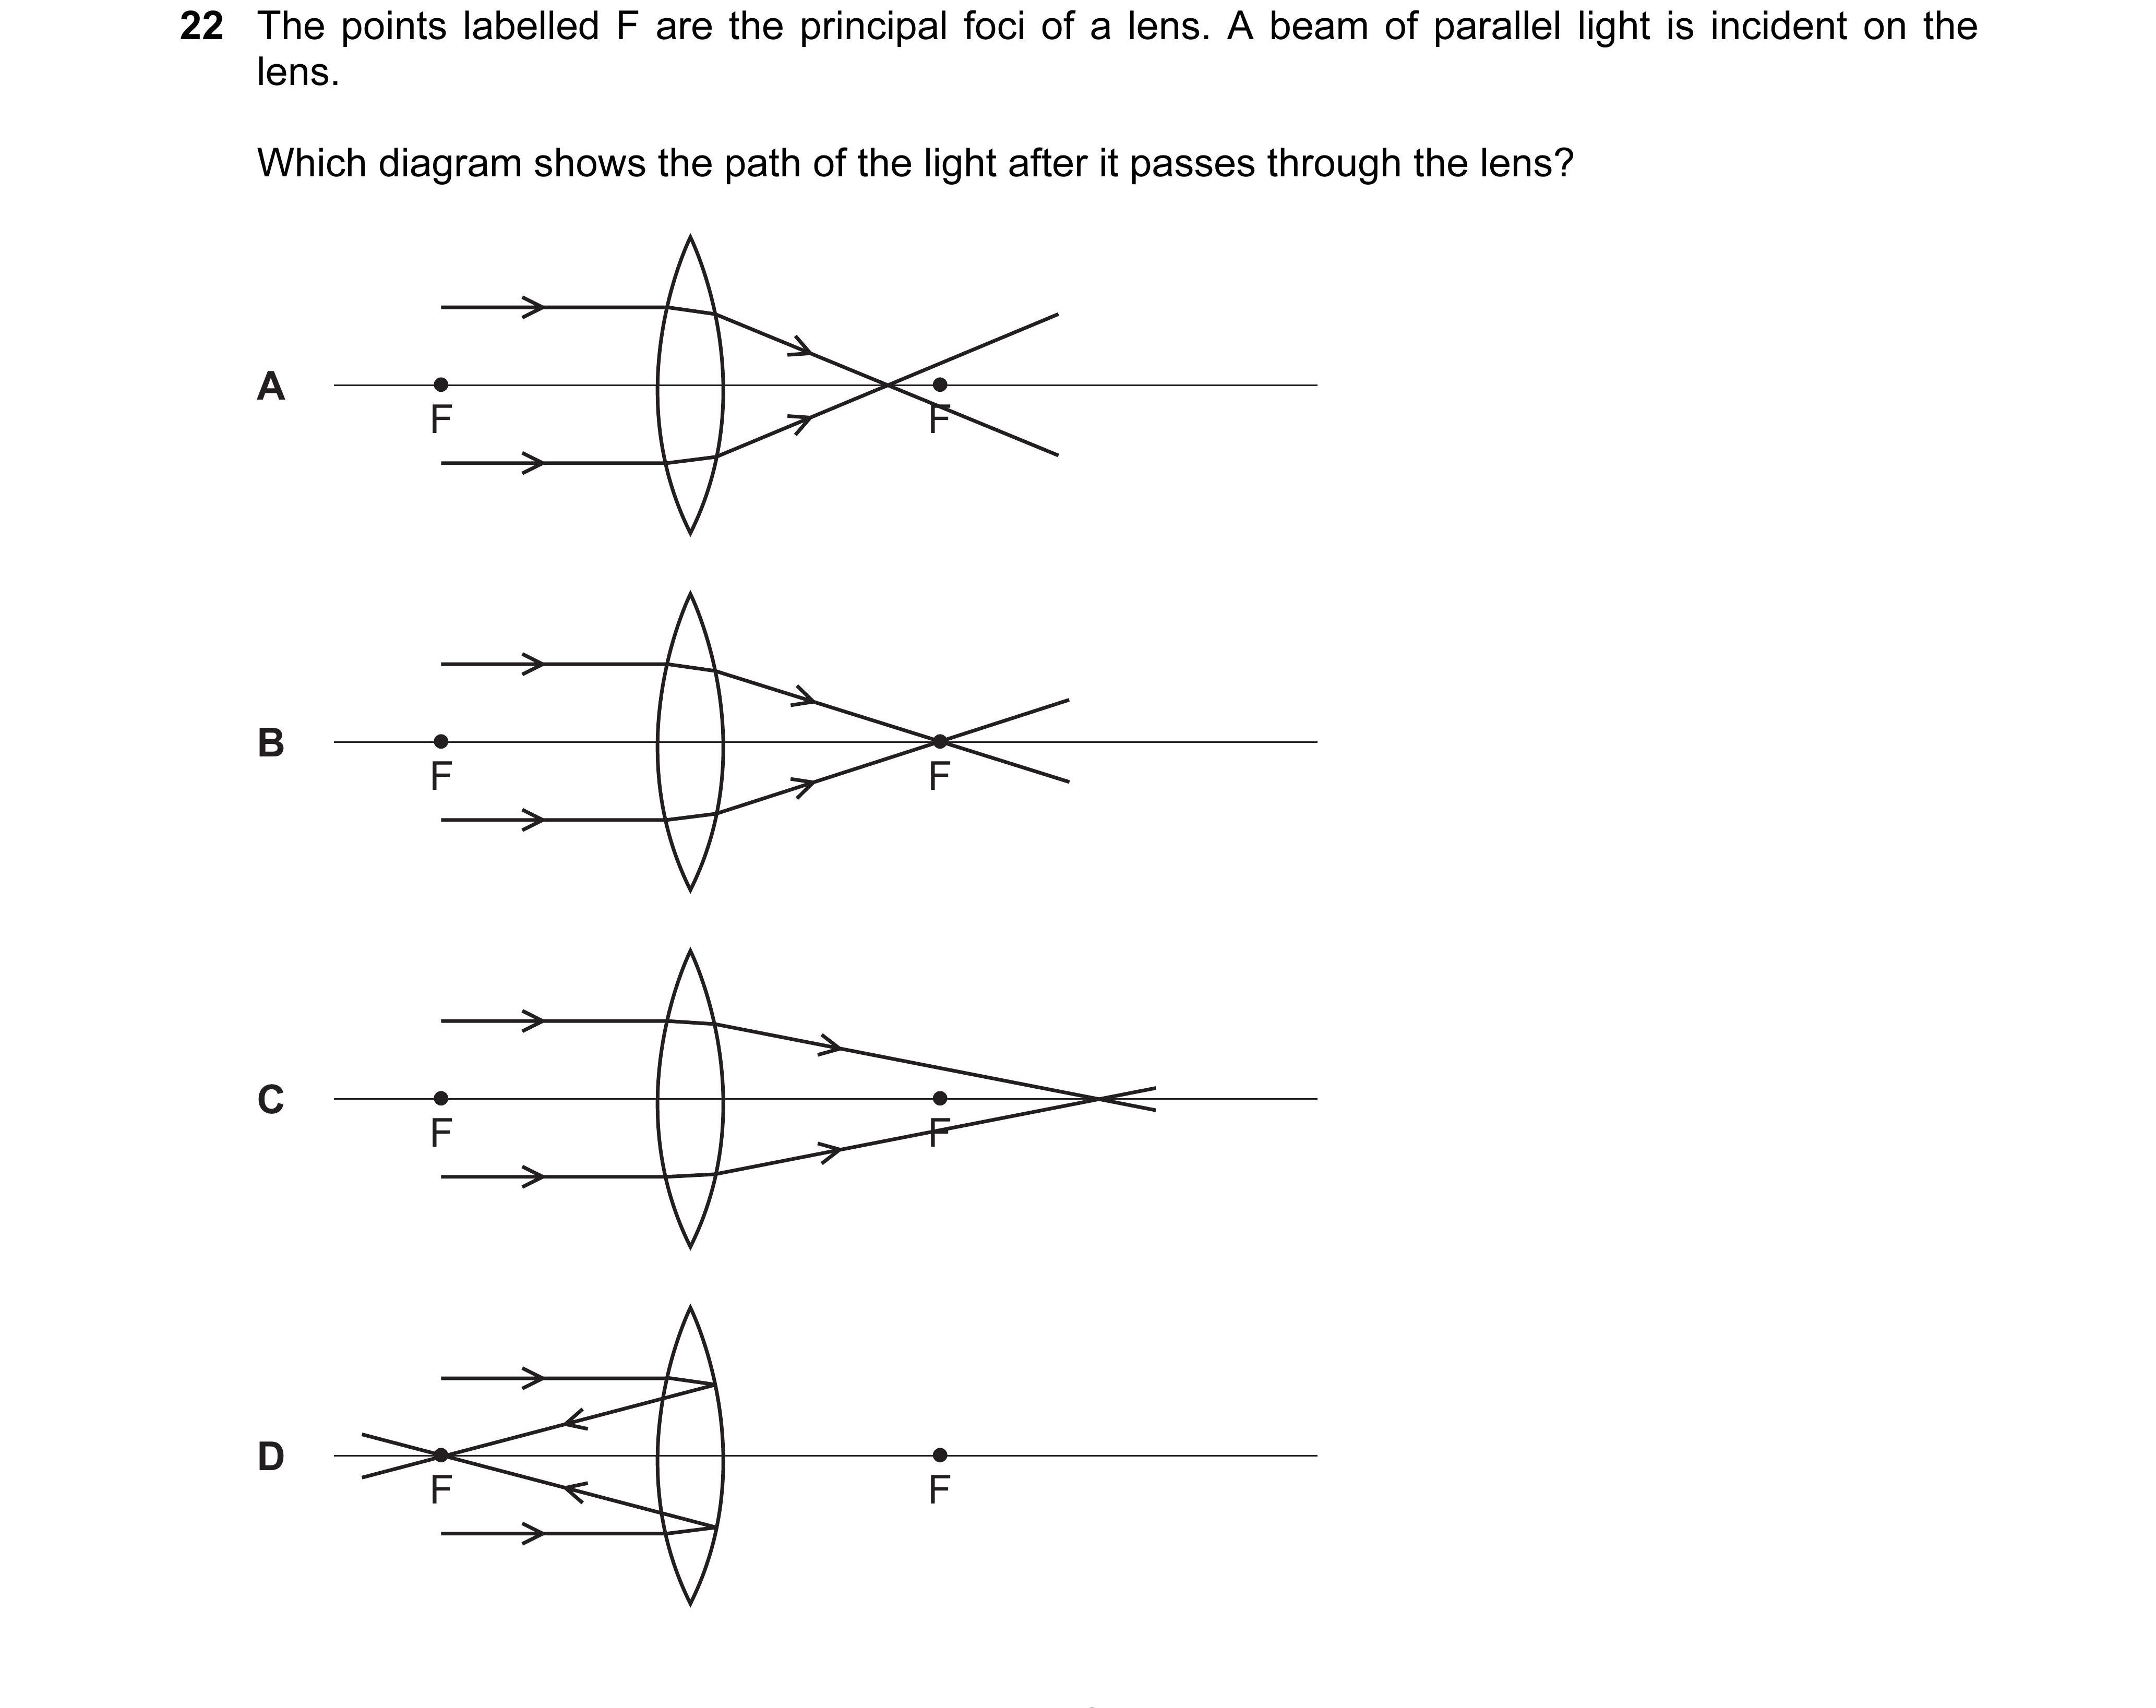 22 The points labelled F are the principal foci of a lens. A beam of parallel light is incident on the
lens.
Which diagram shows the path of the light after it passes through the lens?
A
F
F
B
F
F
C
F
F
D
F
F